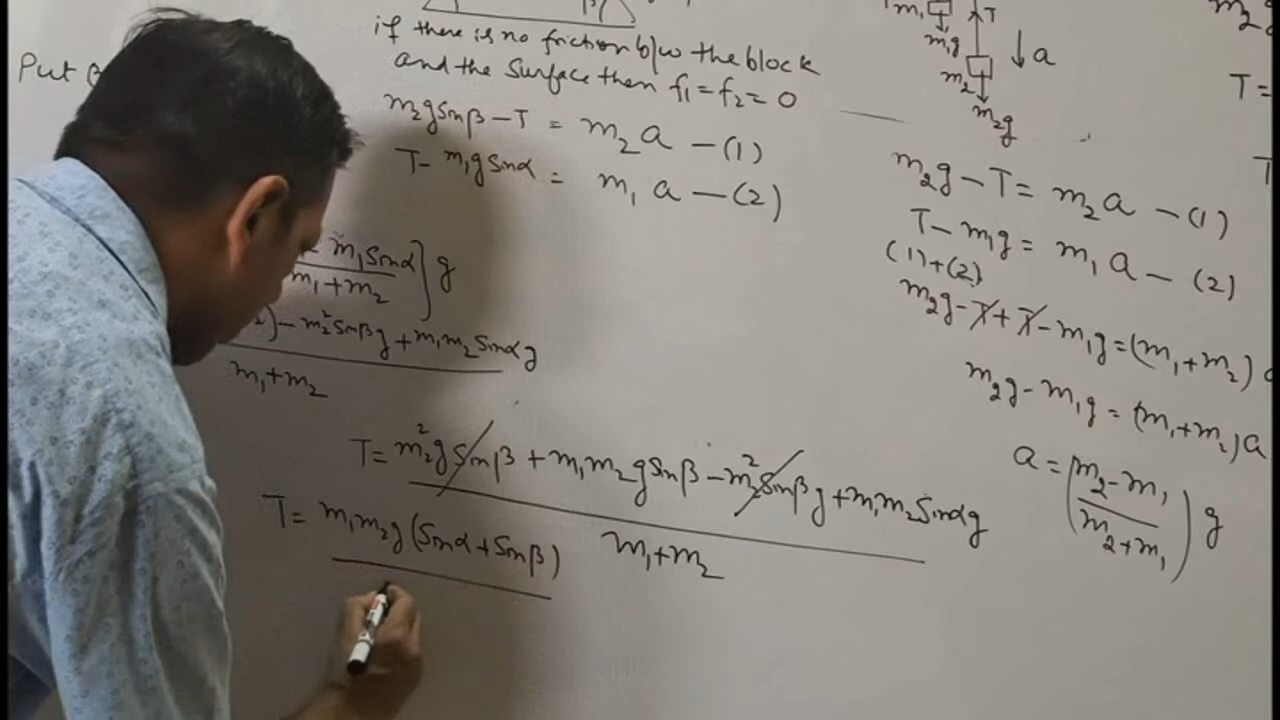 β
if there is no friction b/w the block
and the surface then f₁ = f₂ = 0
Put
m₂g sinβ − T = m₂a − (1)
T − m₁g sinα = m₁a − (2)
− m₁sinα] g
m₁ + m₂
) − m₂² sinβ g + m₁m₂ sinα g
m₁ + m₂
T = m₂²g sinβ + m₁m₂g sinβ − m₂² sinβ g + m₁m₂ sinα g
m₁ + m₂
T = m₁m₂g (sinα + sinβ)
m₁
T
m₁g
a
m₂
m₂g
m₂g − T = m₂a − (1)
T − m₁g = m₁a − (2)
(1) + (2)
m₂g − T + T − m₁g = (m₁ + m₂)
m₂g − m₁g = (m₁ + m₂)a
a = (m₂ − m₁) g
m₂ + m₁
T =
T